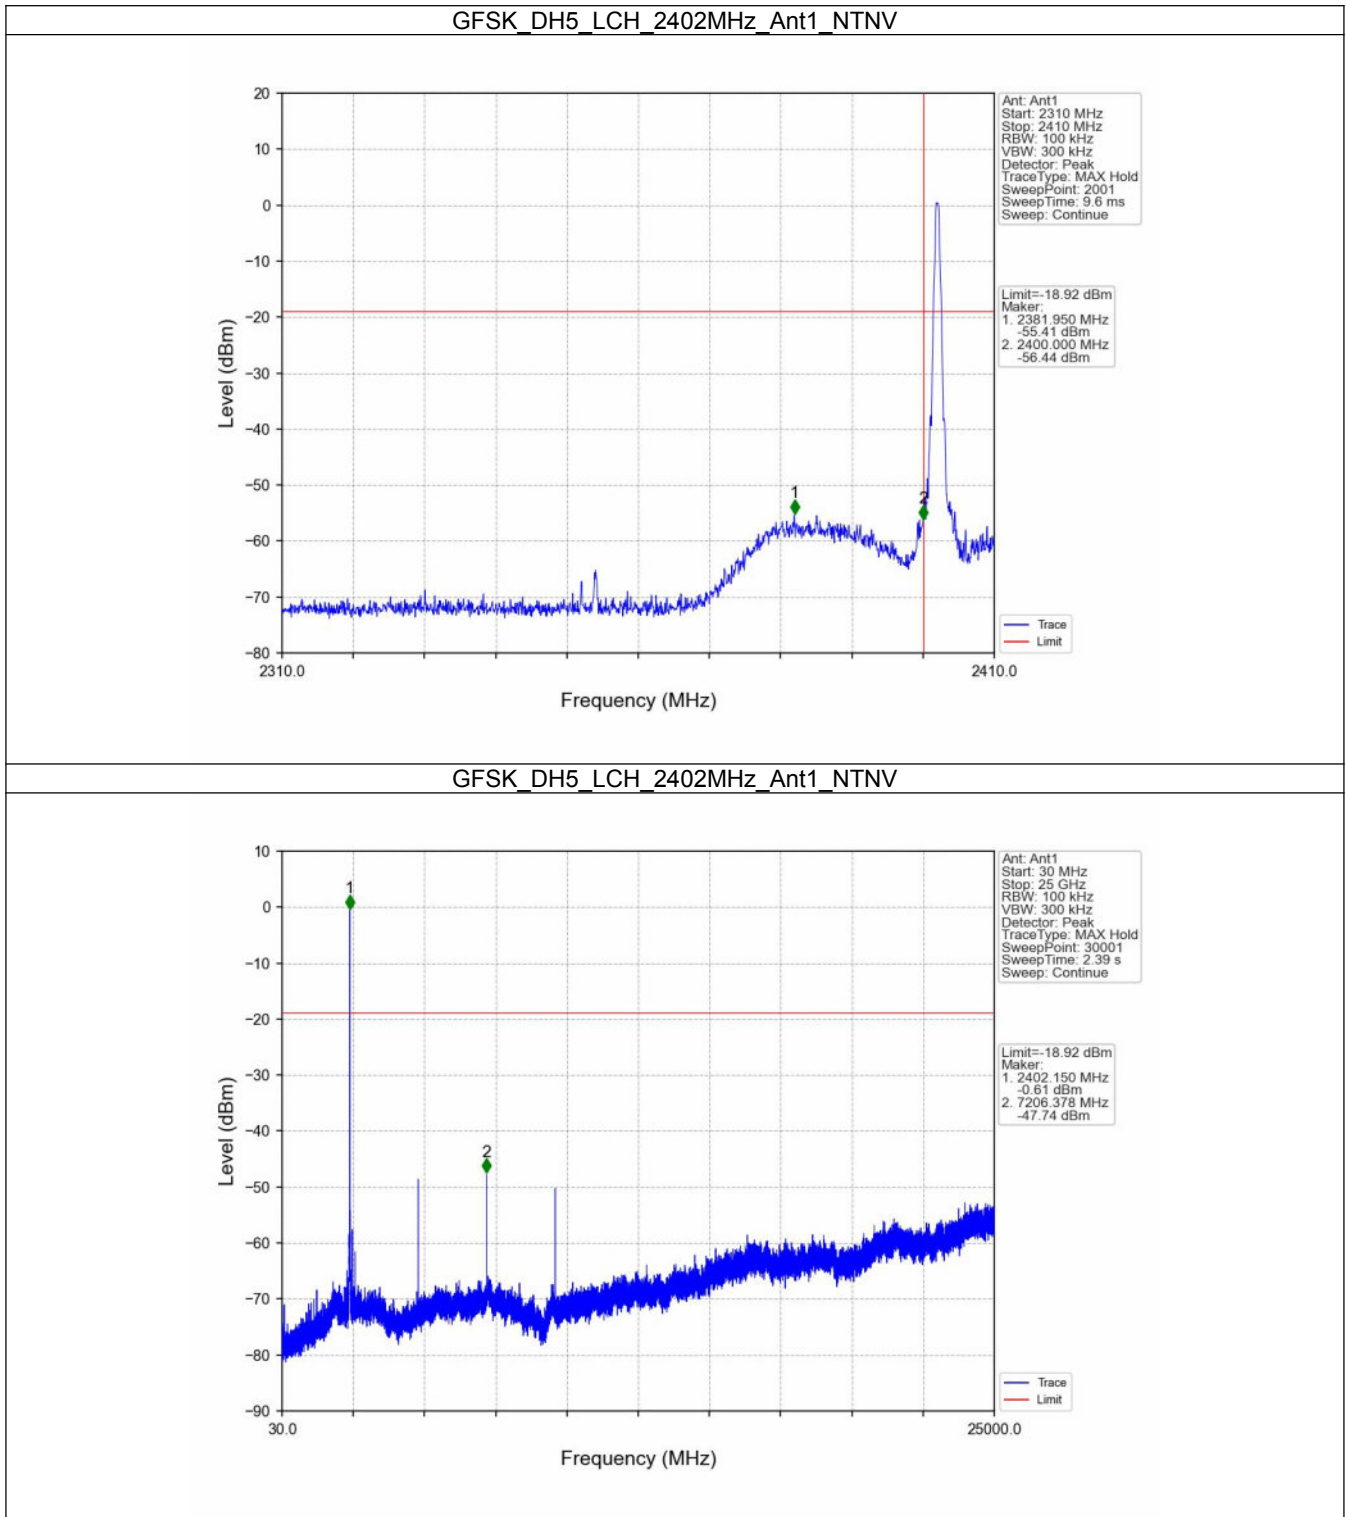 GFSK_DH5_LCH_2402MHz_Ant1_NTNV
20
10
0
−10
−20
−30
−40
−50
−60
−70
−80
Level (dBm)
2310.0
2410.0
Frequency (MHz)
1
2
Ant: Ant1
Start: 2310 MHz
Stop: 2410 MHz
RBW: 100 kHz
VBW: 300 kHz
Detector: Peak
TraceType: MAX Hold
SweepPoint: 2001
SweepTime: 9.6 ms
Sweep: Continue
Limit=-18.92 dBm
Maker:
1. 2381.950 MHz
-55.41 dBm
2. 2400.000 MHz
-56.44 dBm
Trace
Limit
GFSK_DH5_LCH_2402MHz_Ant1_NTNV
10
0
−10
−20
−30
−40
−50
−60
−70
−80
−90
Level (dBm)
30.0
25000.0
Frequency (MHz)
1
2
Ant: Ant1
Start: 30 MHz
Stop: 25 GHz
RBW: 100 kHz
VBW: 300 kHz
Detector: Peak
TraceType: MAX Hold
SweepPoint: 30001
SweepTime: 2.39 s
Sweep: Continue
Limit=-18.92 dBm
Maker:
1. 2402.150 MHz
-0.61 dBm
2. 7206.378 MHz
-47.74 dBm
Trace
Limit